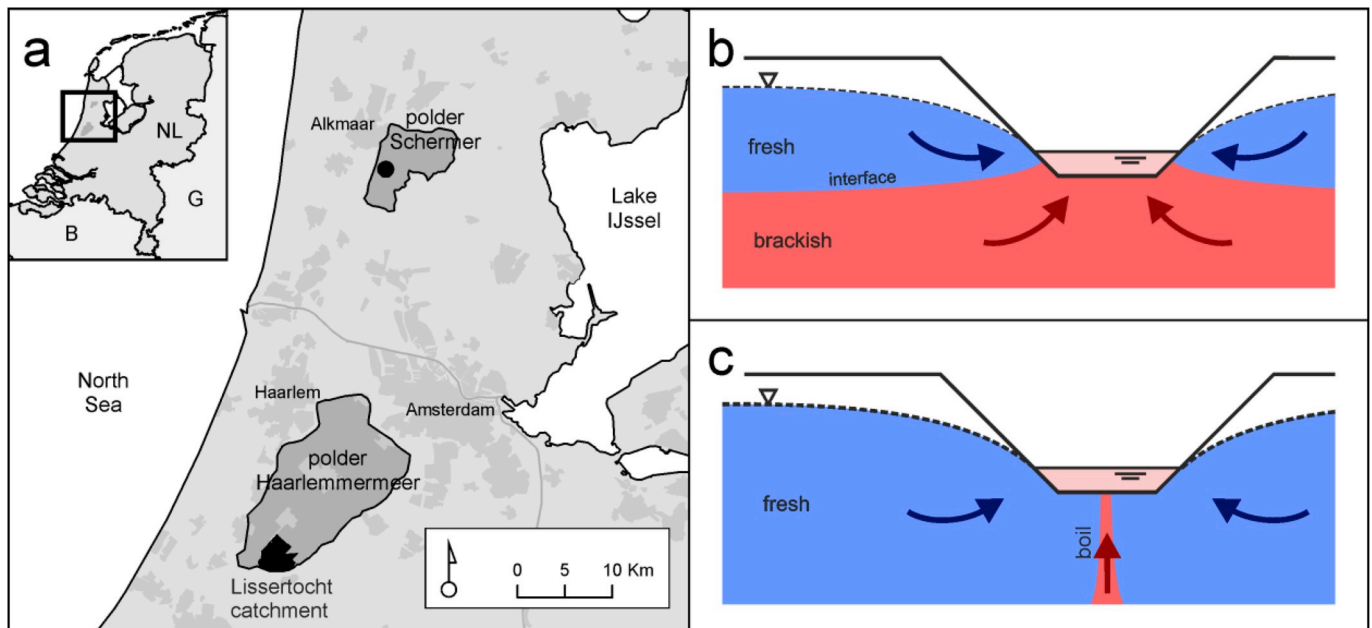 a
NL
G
B
Alkmaar
polder
Schermer
Lake
IJssel
North
Sea
Haarlem
Amsterdam
polder
Haarlemmermeer
Lissertocht
catchment
0 5 10 Km
b
fresh
interface
brackish
c
fresh
boil